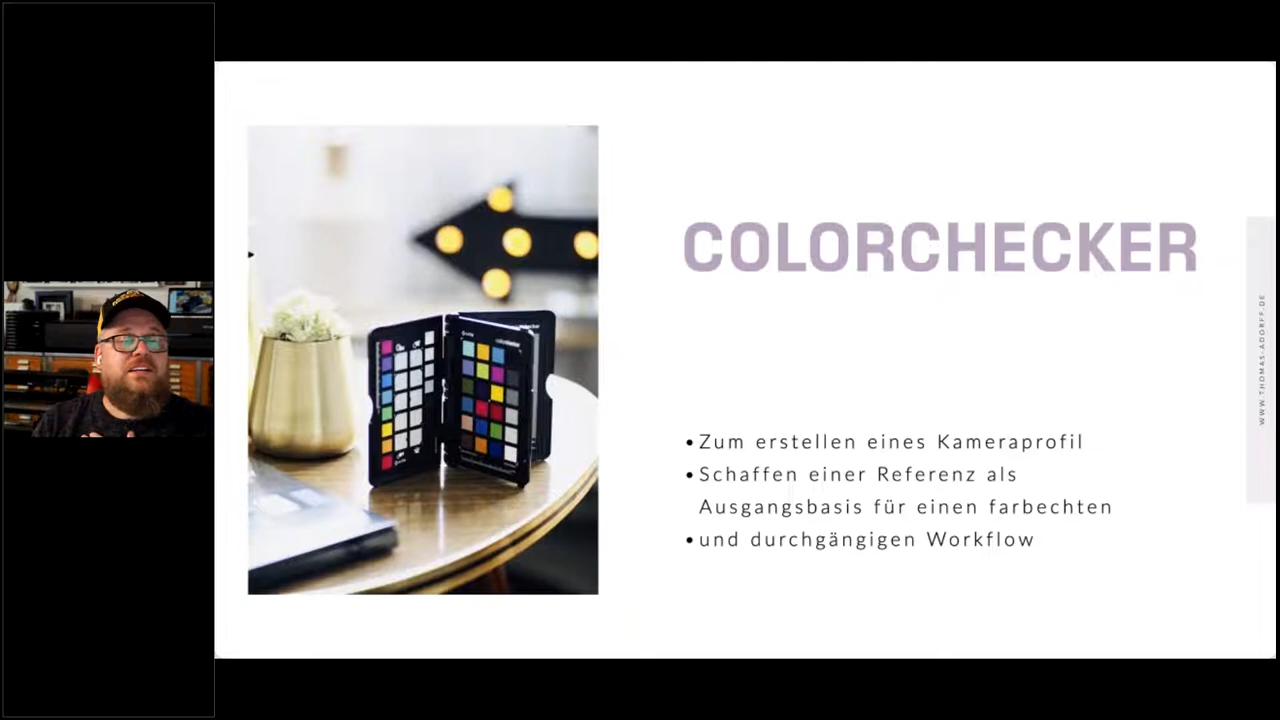 COLORCHECKER
• Zum erstellen eines Kameraprofil
• Schaffen einer Referenz als
Ausgangsbasis für einen farbechten
• und durchgängigen Workflow
WWW.THOMAS-ADORFF.DE